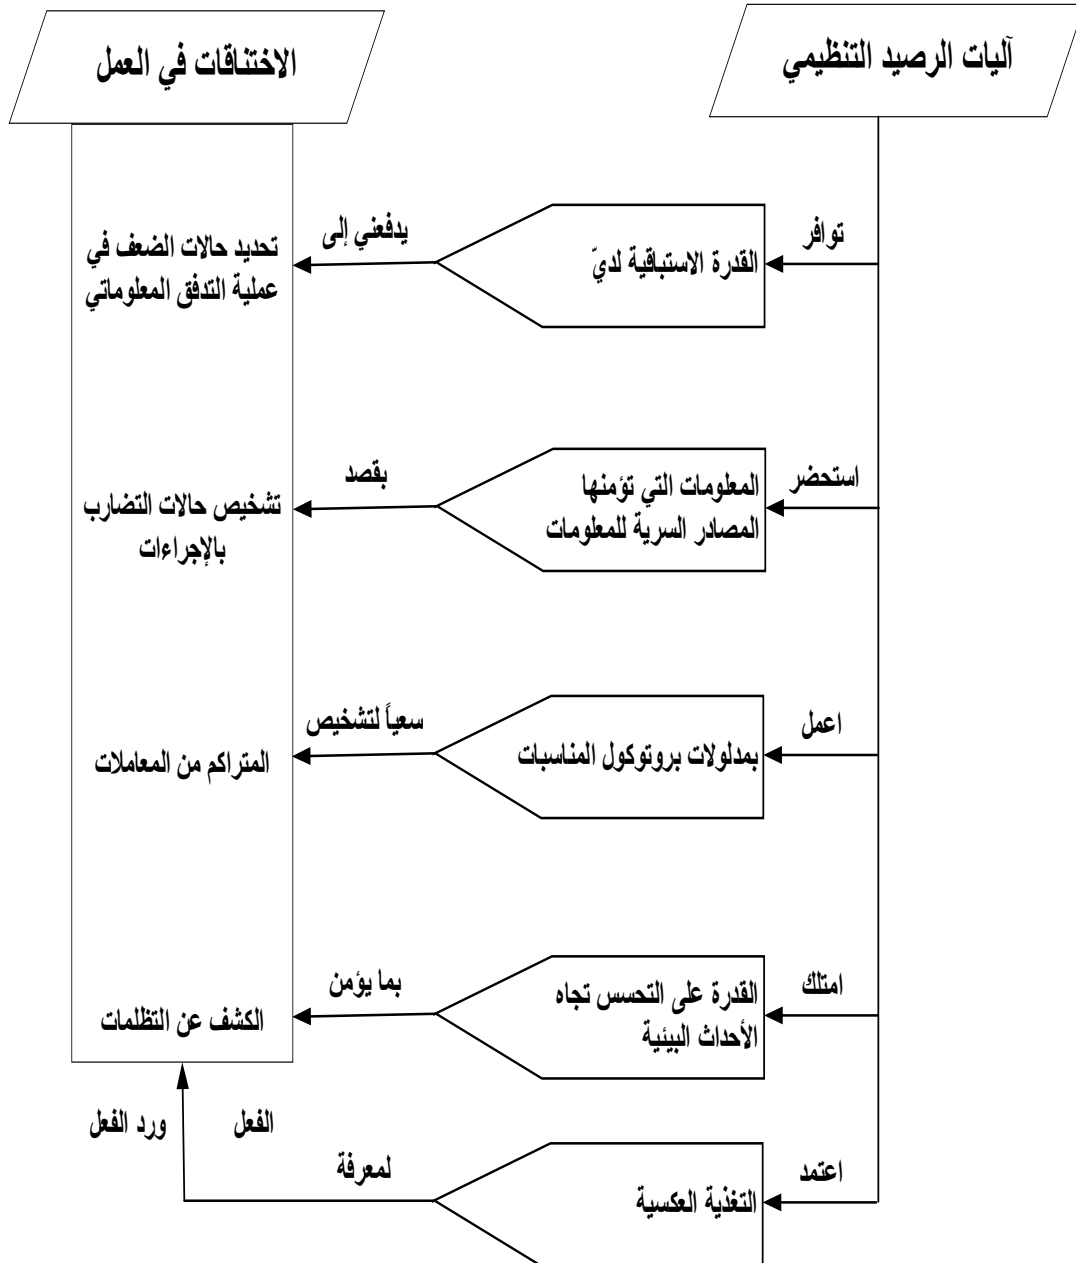 آليات الرصيد التنظيمي
الاختناقات في العمل
توافر
القدرة الاستباقية لديّ
يدفعني إلى
تحديد حالات الضعف في
عملية التدفق المعلوماتي
استحضر
المعلومات التي تؤمنها
المصادر السرية للمعلومات
بقصد
تشخيص حالات التضارب
بالإجراءات
اعمل
بمدلولات بروتوكول المناسبات
سعياً لتشخيص
المتراكم من المعاملات
امتلك
القدرة على التحسس تجاه
الأحداث البيئية
بما يؤمن
الكشف عن التظلمات
اعتمد
التغذية العكسية
لمعرفة
الفعل
ورد الفعل